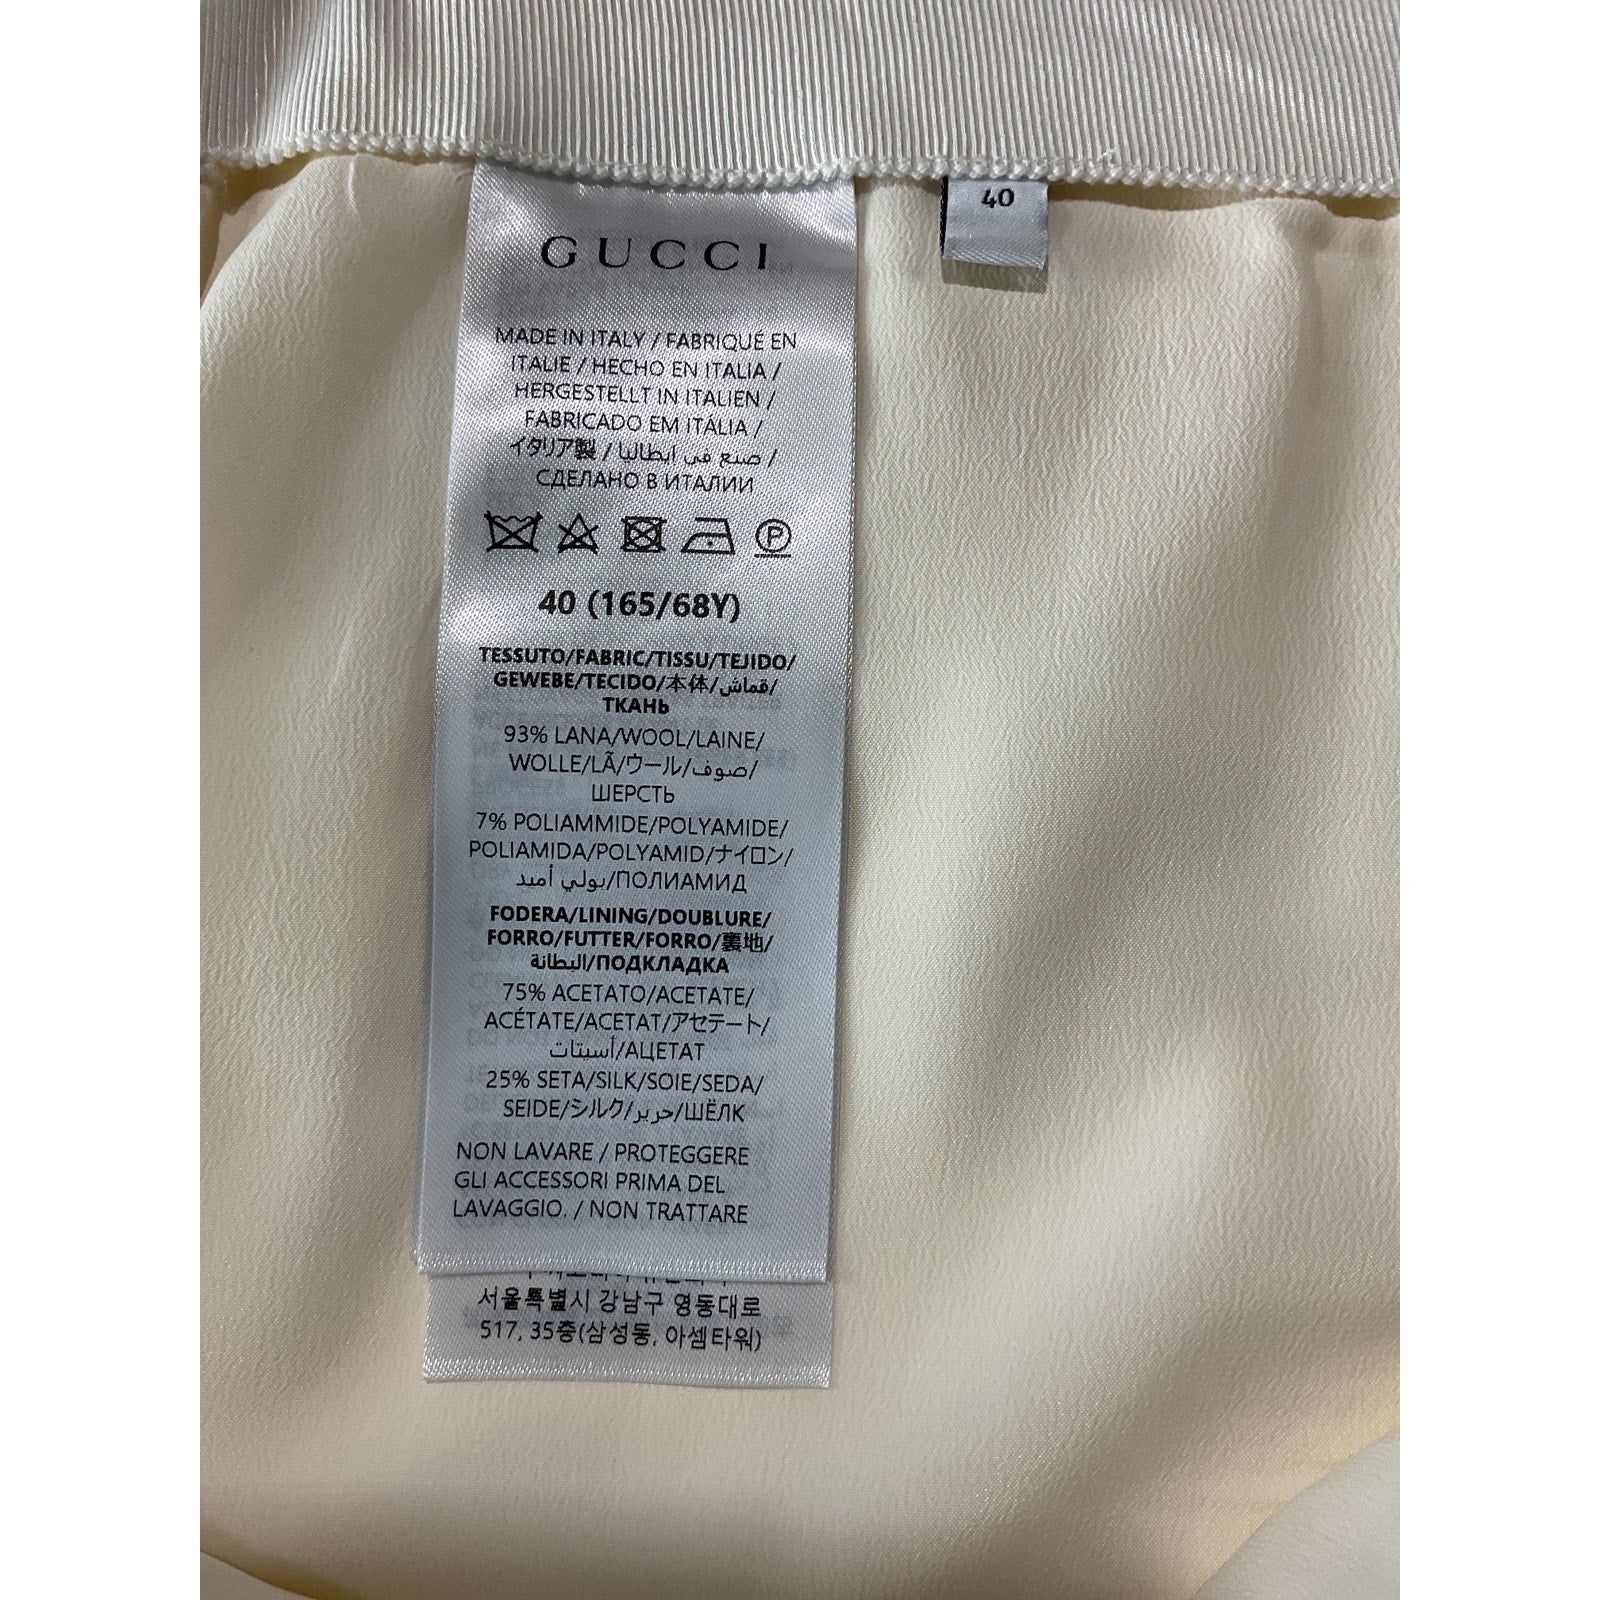 40
GUCCI
MADE IN ITALY / FABRIQUÉ EN
ITALIE / HECHO EN ITALIA /
HERGESTELLT IN ITALIEN /
FABRICADO EM ITÁLIA /
イタリア製 / صنع في ايطاليا /
СДЕЛАНО В ИТАЛИИ
P
40 (165/68Y)
TESSUTO/FABRIC/TISSU/TEJIDO/
GEWEBE/TECIDO/本体/قماش/
ТКАНЬ
93% LANA/WOOL/LAINE/
WOLLE/LÃ/ウール/صوف/
ШЕРСТЬ
7% POLIAMMIDE/POLYAMIDE/
POLIAMIDA/POLYAMID/ナイロン/
بولي أميد/ПОЛИАМИД
FODERA/LINING/DOUBLURE/
FORRO/FUTTER/FORRO/裏地/
البطانة/ПОДКЛАДКА
75% ACETATO/ACETATE/
ACÉTATE/ACETAT/アセテート/
أسيتات/АЦЕТАТ
25% SETA/SILK/SOIE/SEDA/
SEIDE/シルク/حرير/ШЁЛК
NON LAVARE / PROTEGGERE
GLI ACCESSORI PRIMA DEL
LAVAGGIO. / NON TRATTARE
서울특별시 강남구 영동대로
517, 35층(삼성동, 아셈타워)